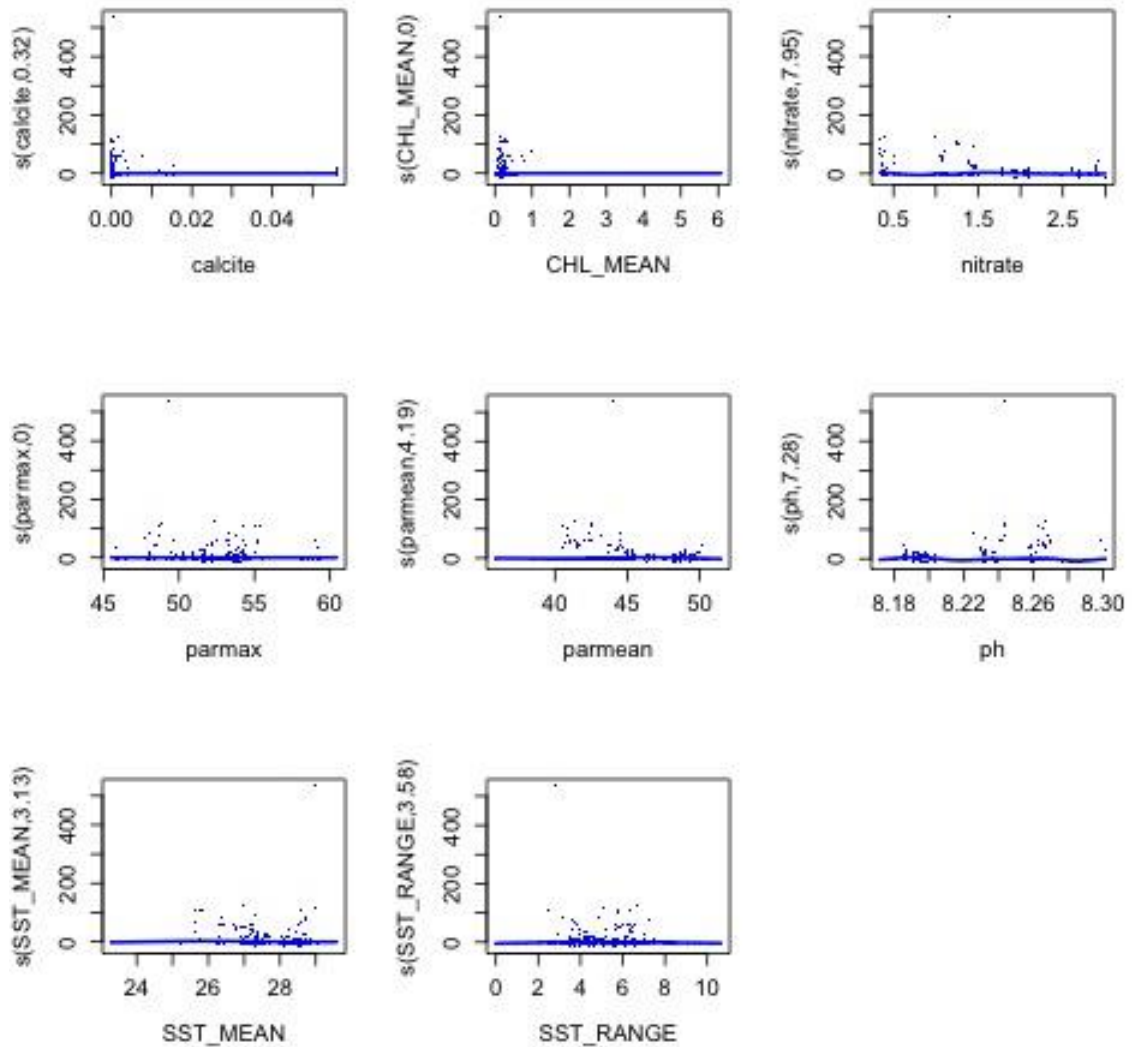 s(calcite,0.32)
0 200 400
0.00 0.02 0.04
calcite
s(CHL_MEAN,0)
0 200 400
0 1 2 3 4 5 6
CHL_MEAN
s(nitrate,7.95)
0 200 400
0.5 1.5 2.5
nitrate
s(parmax,0)
0 200 400
45 50 55 60
parmax
s(parmean,4.19)
0 200 400
40 45 50
parmean
s(ph,7.28)
0 200 400
8.18 8.22 8.26 8.30
ph
s(SST_MEAN,3.13)
0 200 400
24 26 28
SST_MEAN
s(SST_RANGE,3.58)
0 200 400
0 2 4 6 8 10
SST_RANGE